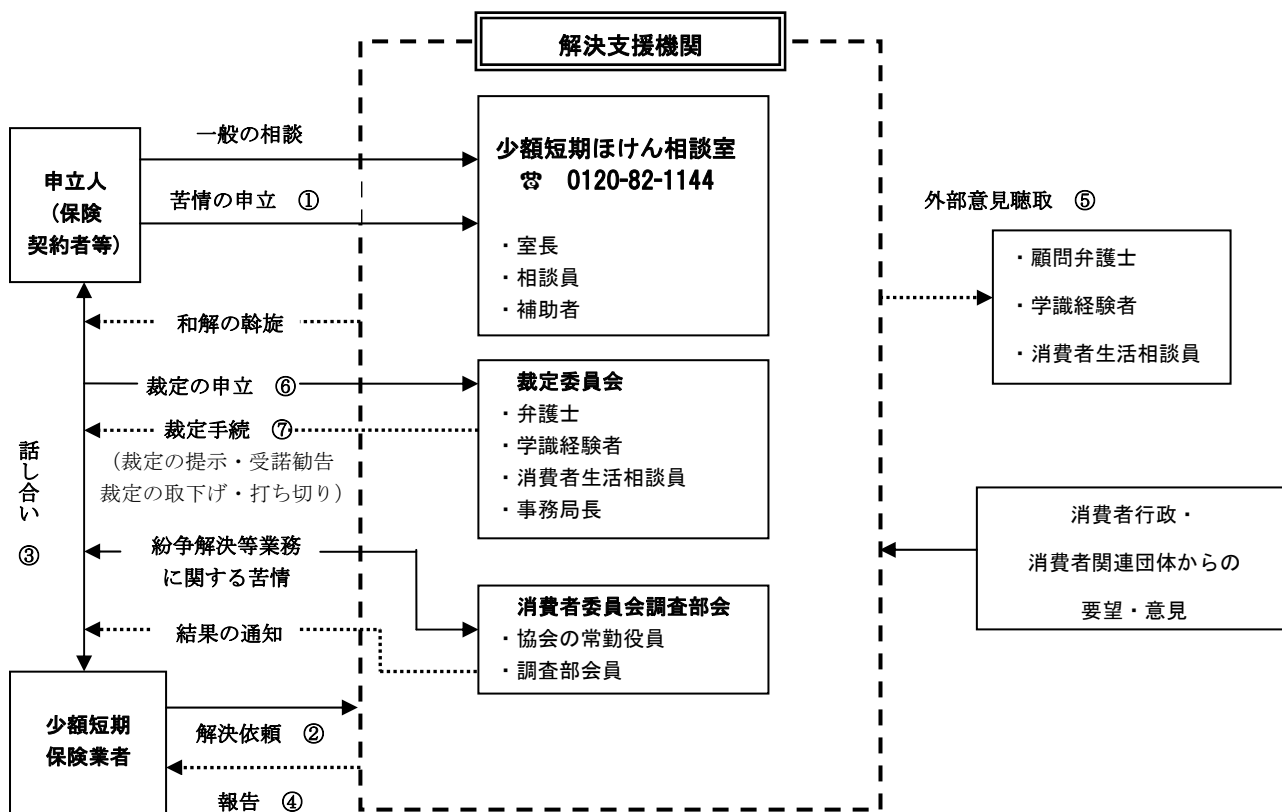 解決支援機関
一般の相談
申立人
(保険
契約者等)
苦情の申立 ①
少額短期ほけん相談室
☎ 0120-82-1144
・室長
・相談員
・補助者
外部意見聴取 ⑤
・顧問弁護士
・学識経験者
・消費者生活相談員
和解の斡旋
裁定の申立 ⑥
裁定手続 ⑦
(裁定の提示・受諾勧告
裁定の取下げ・打ち切り)
裁定委員会
・弁護士
・学識経験者
・消費者生活相談員
・事務局長
話し合い ③
消費者行政・
消費者関連団体からの
要望・意見
紛争解決等業務
に関する苦情
結果の通知
消費者委員会調査部会
・協会の常勤役員
・調査部会員
少額短期
保険業者
解決依頼 ②
報告 ④